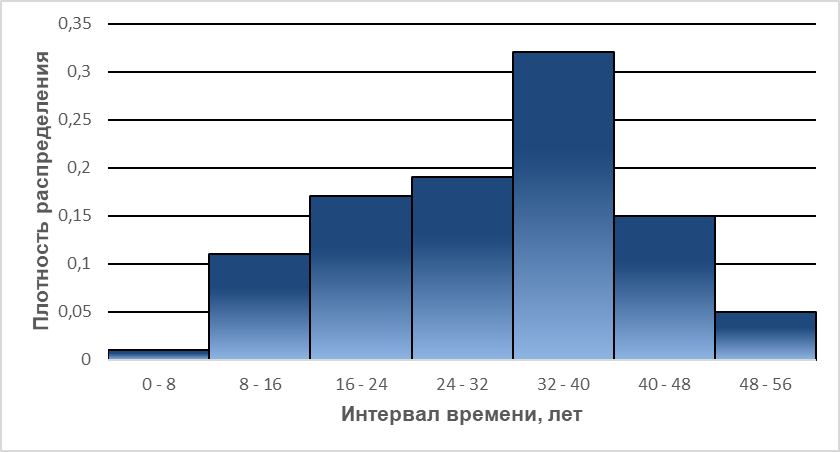 Плотность распределения
0,35
0,3
0,25
0,2
0,15
0,1
0,05
0
0 - 8 8 - 16 16 - 24 24 - 32 32 - 40 40 - 48 48 - 56
Интервал времени, лет